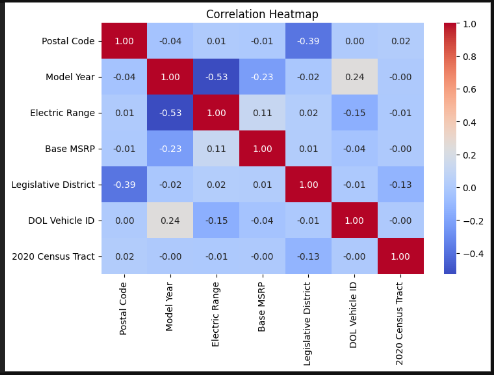 Correlation Heatmap
Postal Code 1.00 -0.04 0.01 -0.01 -0.39 0.00 0.02
Model Year -0.04 1.00 -0.53 -0.23 -0.02 0.24 -0.00
Electric Range 0.01 -0.53 1.00 0.11 0.02 -0.15 -0.01
Base MSRP -0.01 -0.23 0.11 1.00 0.01 -0.04 -0.00
Legislative District -0.39 -0.02 0.02 0.01 1.00 -0.01 -0.13
DOL Vehicle ID 0.00 0.24 -0.15 -0.04 -0.01 1.00 -0.00
2020 Census Tract 0.02 -0.00 -0.01 -0.00 -0.13 -0.00 1.00
Postal Code
Model Year
Electric Range
Base MSRP
Legislative District
DOL Vehicle ID
2020 Census Tract
1.0
0.8
0.6
0.4
0.2
0.0
−0.2
−0.4